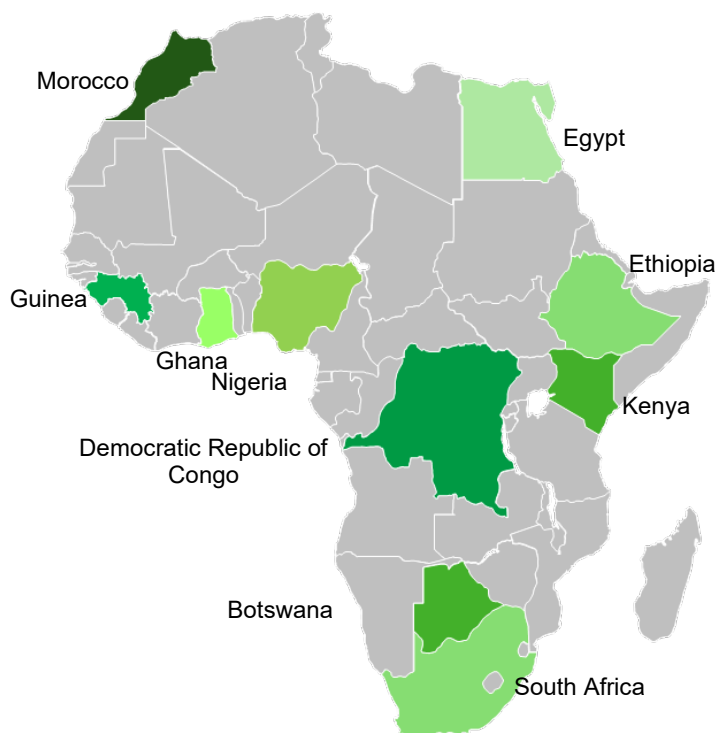 Morocco
Egypt
Ethiopia
Guinea
Ghana
Nigeria
Kenya
Democratic Republic of
Congo
Botswana
South Africa